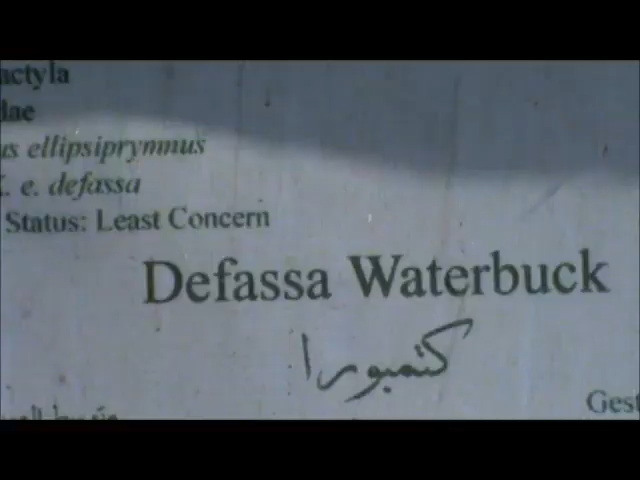 actyla
dae
us ellipsiprymnus
K. e. defassa
Status: Least Concern
Defassa Waterbuck
كتمبورا
Gest